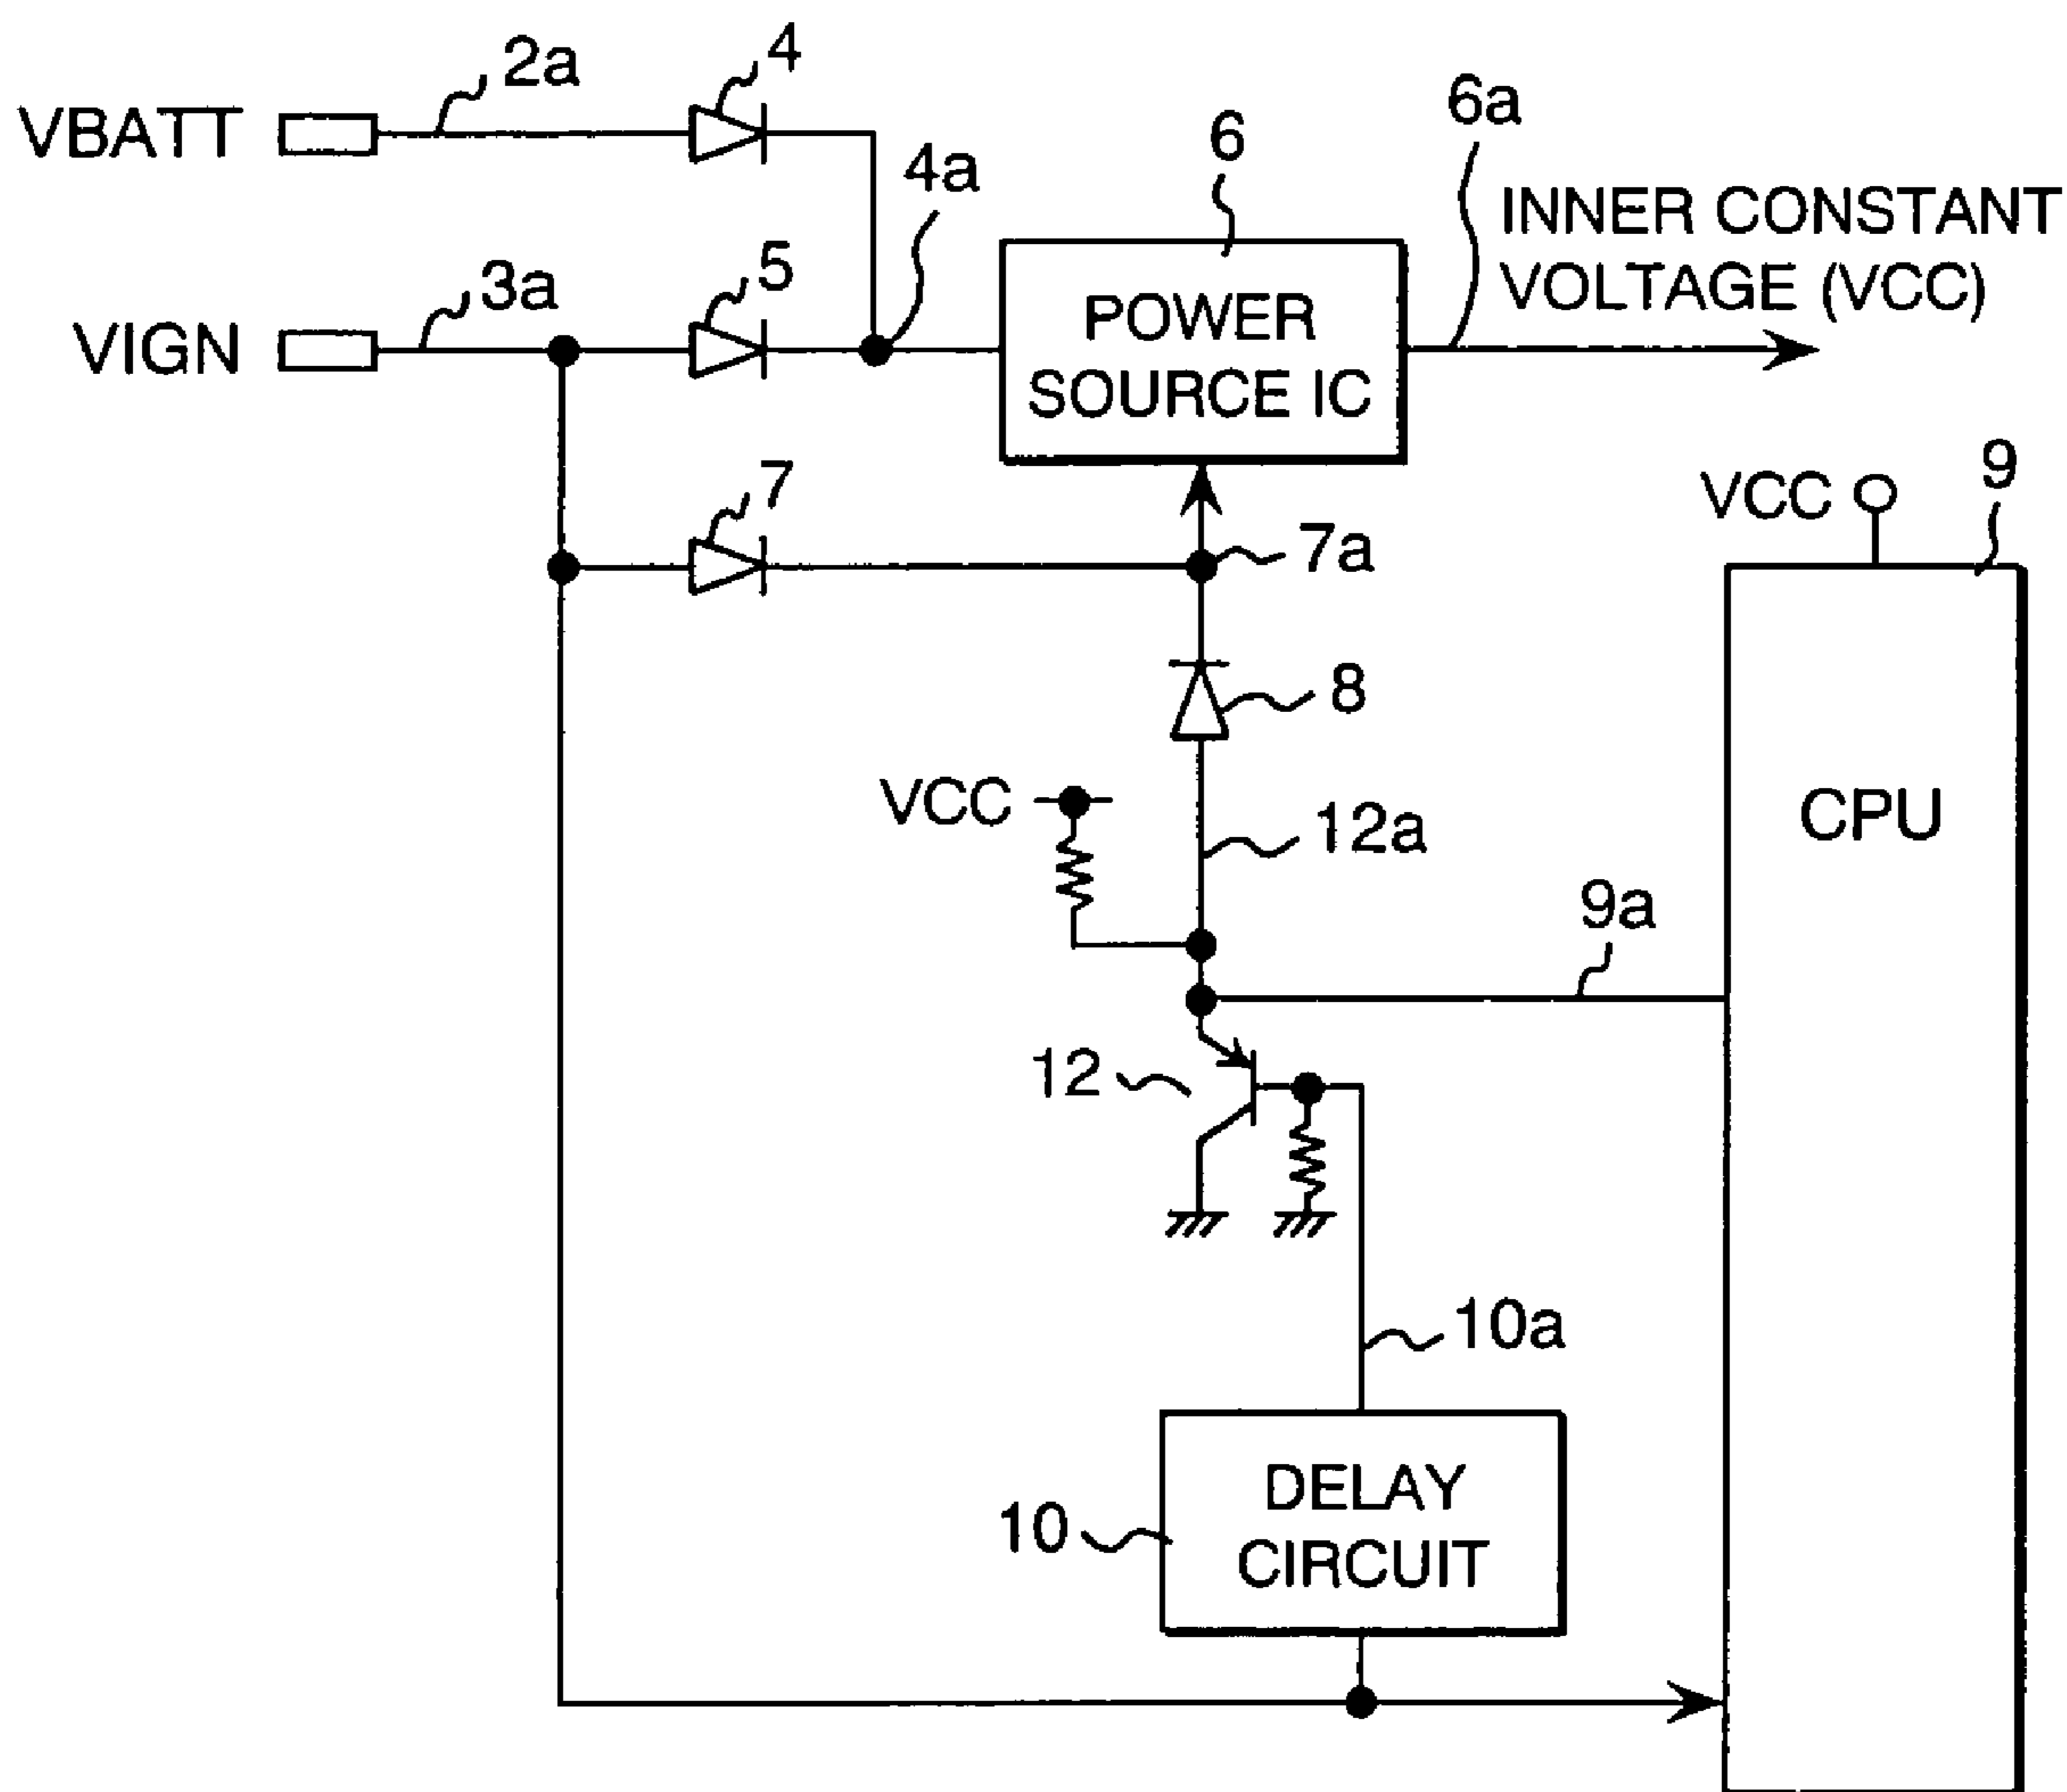 4
2a
VBATT
6a
6
4a
INNER CONSTANT
VOLTAGE (VCC)
5
3a
VIGN
POWER
SOURCE IC
9
7
VCC
7a
8
VCC
12a
CPU
9a
12
10a
DELAY
CIRCUIT
10